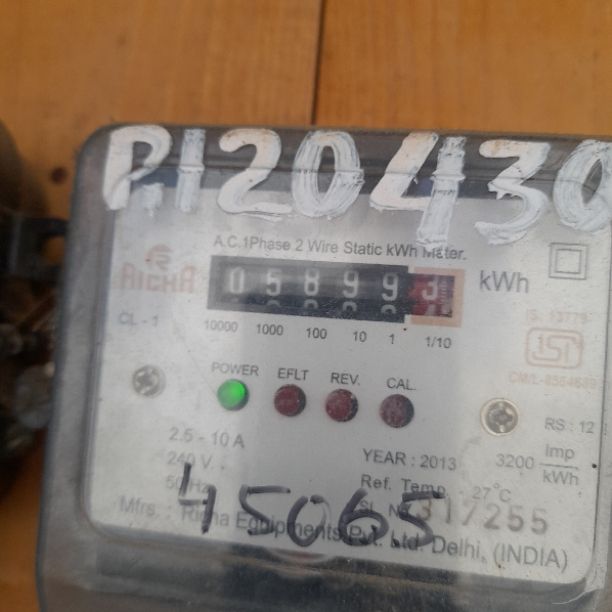 R120430
A.C.1Phase 2 Wire Static kWh Meter.
RICHA
0 5 8 9 9 3 kWh
IS: 13779
CL - 1
10000 1000 100 10 1 1/10
POWER EFLT REV. CAL.
RS : 12
2.5 - 10 A
240 V.
50 Hz
YEAR : 2013
3200 Imp/kWh
Ref. Temp. 27°C
SL No. 317255
45065
Mfrs : Richa Equipments Pvt. Ltd. Delhi, (INDIA)